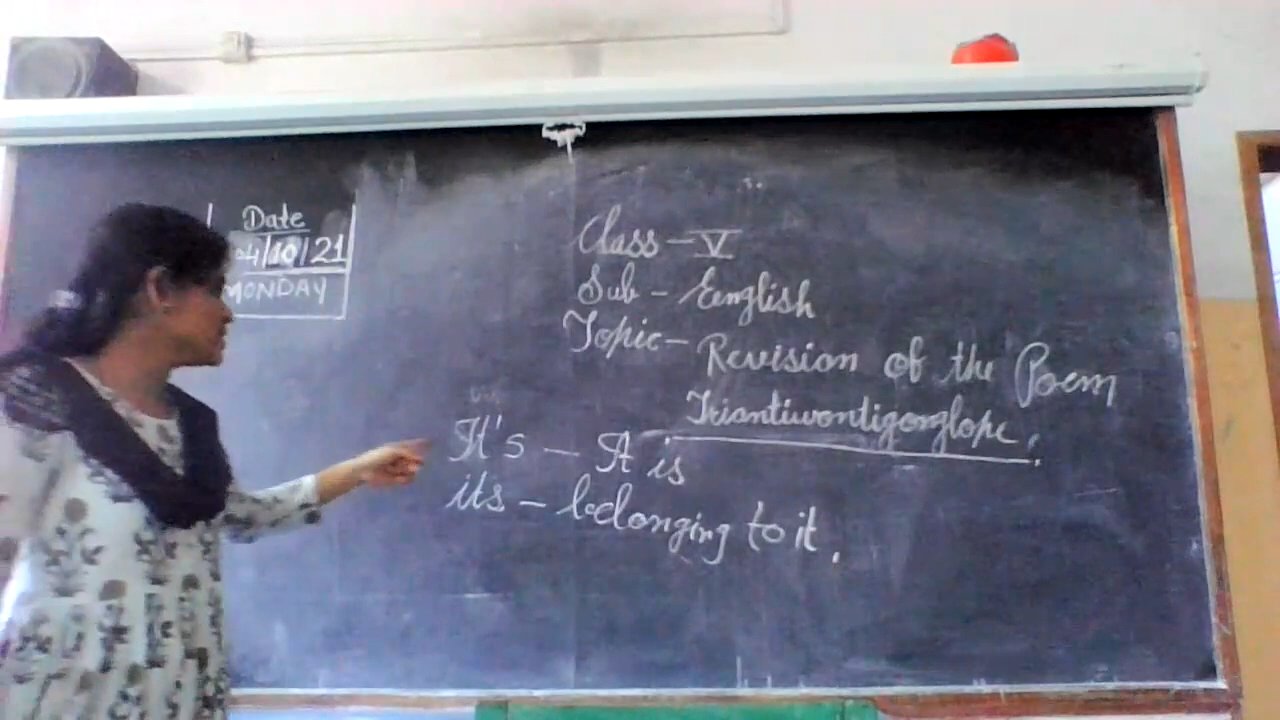 Date
04/10/21
MONDAY
Class - V
Sub - English
Topic - Revision of the Poem
Triantiwontigonglope.
It's - It is
its - belonging to it.